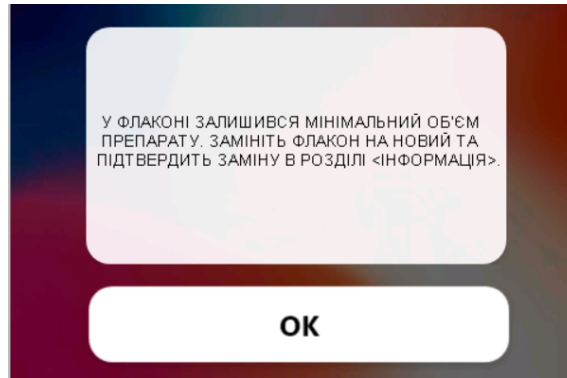 У ФЛАКОНІ ЗАЛИШИВСЯ МІНІМАЛЬНИЙ ОБ'ЄМ
ПРЕПАРАТУ. ЗАМІНІТЬ ФЛАКОН НА НОВИЙ ТА
ПІДТВЕРДИТЬ ЗАМІНУ В РОЗДІЛІ <ІНФОРМАЦІЯ>.
ОК